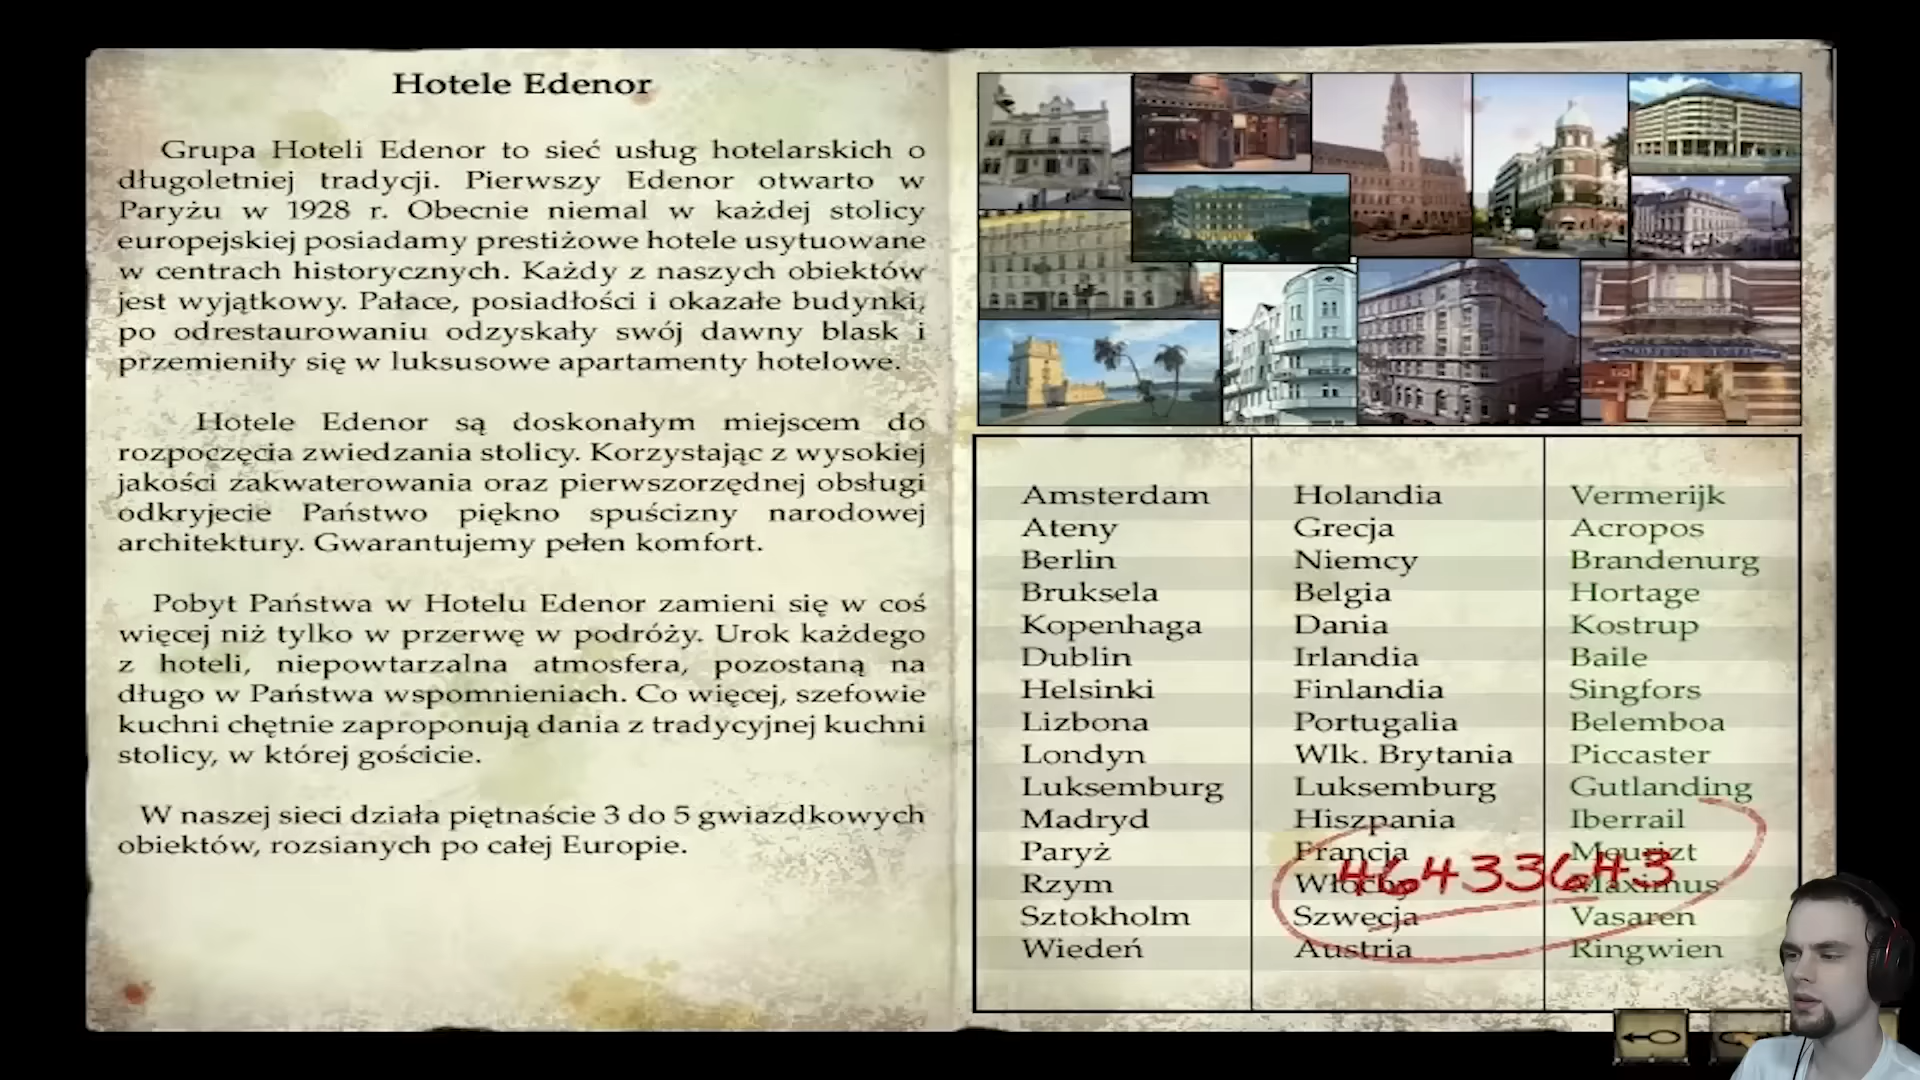 Hotele Edenor
Grupa Hoteli Edenor to sieć usług hotelarskich o
długoletniej tradycji. Pierwszy Edenor otwarto w
Paryżu w 1928 r. Obecnie niemal w każdej stolicy
europejskiej posiadamy prestiżowe hotele usytuowane
w centrach historycznych. Każdy z naszych obiektów
jest wyjątkowy. Pałace, posiadłości i okazałe budynki,
po odrestaurowaniu odzyskały swój dawny blask i
przemieniły się w luksusowe apartamenty hotelowe.
Hotele Edenor są doskonałym miejscem do
rozpoczęcia zwiedzania stolicy. Korzystając z wysokiej
jakości zakwaterowania oraz pierwszorzędnej obsługi
odkryjecie Państwo piękno spuścizny narodowej
architektury. Gwarantujemy pełen komfort.
Pobyt Państwa w Hotelu Edenor zamieni się w coś
więcej niż tylko w przerwę w podróży. Urok każdego
z hoteli, niepowtarzalna atmosfera, pozostaną na
długo w Państwa wspomnieniach. Co więcej, szefowie
kuchni chętnie zaproponują dania z tradycyjnej kuchni
stolicy, w której gościcie.
W naszej sieci działa piętnaście 3 do 5 gwiazdkowych
obiektów, rozsianych po całej Europie.
Amsterdam Holandia Vermerijk
Ateny Grecja Acropos
Berlin Niemcy Brandenurg
Bruksela Belgia Hortage
Kopenhaga Dania Kostrup
Dublin Irlandia Baile
Helsinki Finlandia Singfors
Lizbona Portugalia Belemboa
Londyn Wlk. Brytania Piccaster
Luksemburg Luksemburg Gutlanding
Madryd Hiszpania Iberrail
Paryż Francja Meurizt
Rzym Włochy Maximus
Sztokholm Szwecja Vasaren
Wiedeń Austria Ringwien
46433643